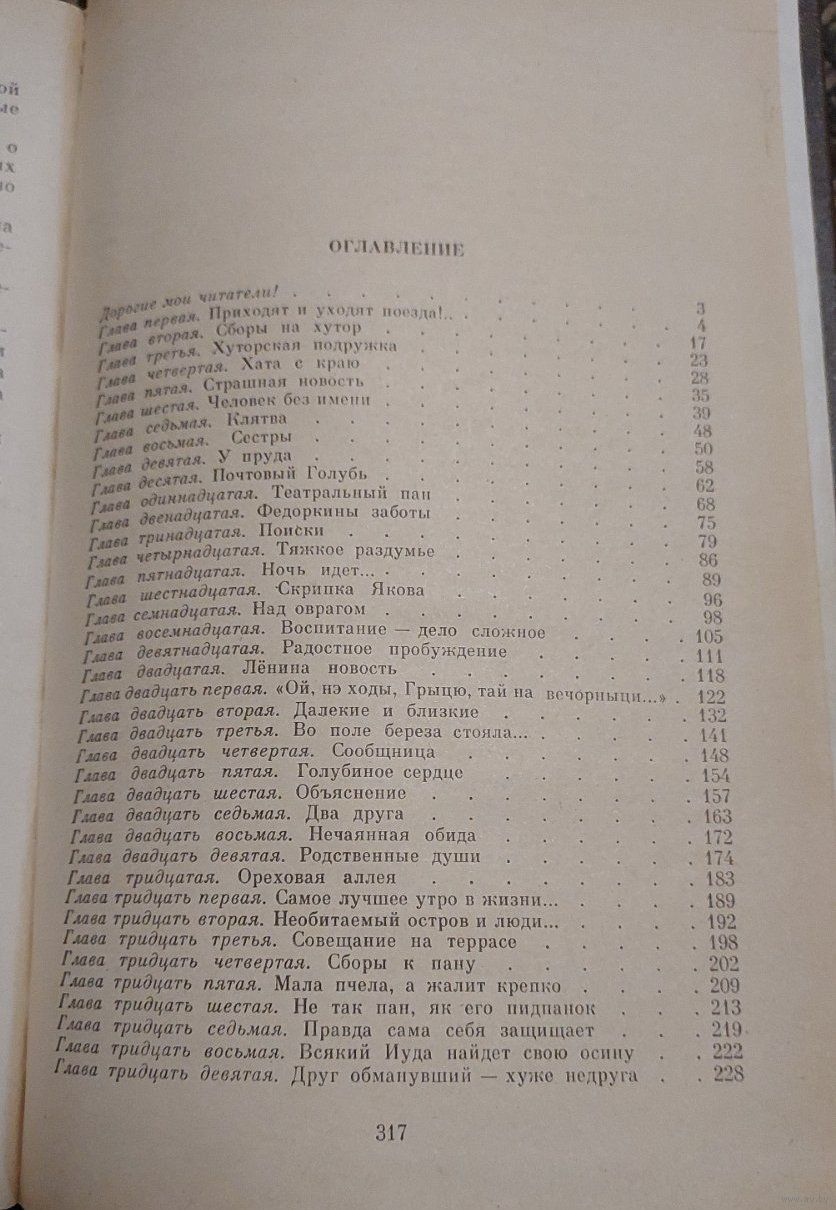 ой
ые
о
их
но
на
е-
ОГЛАВЛЕНИЕ
Дорогие мои читатели! . . . . . . . . . . 3
Глава первая. Приходят и уходят поезда!.. . . . . . . 4
Глава вторая. Сборы на хутор . . . . . . . . 17
Глава третья. Хуторская подружка . . . . . . . 23
Глава четвертая. Хата с краю . . . . . . . . 28
Глава пятая. Страшная новость . . . . . . . . 35
Глава шестая. Человек без имени . . . . . . . . 39
Глава седьмая. Клятва . . . . . . . . . . 48
Глава восьмая. Сестры . . . . . . . . . . 50
Глава девятая. У пруда . . . . . . . . . . 58
Глава десятая. Почтовый Голубь . . . . . . . . 62
Глава одиннадцатая. Театральный пан . . . . . . 68
Глава двенадцатая. Федоркины заботы . . . . . . 75
Глава тринадцатая. Поиски . . . . . . . . . 79
Глава четырнадцатая. Тяжкое раздумье . . . . . . 86
Глава пятнадцатая. Ночь идет... . . . . . . . . 89
Глава шестнадцатая. Скрипка Якова . . . . . . 96
Глава семнадцатая. Над оврагом . . . . . . . . 98
Глава восемнадцатая. Воспитание — дело сложное . . . . 105
Глава девятнадцатая. Радостное пробуждение . . . . . 111
Глава двадцатая. Лёнина новость . . . . . . . 118
Глава двадцать первая. «Ой, нэ ходы, Грыцю, тай на вечорныци...» . 122
Глава двадцать вторая. Далекие и близкие . . . . . 132
Глава двадцать третья. Во поле береза стояла... . . . . . 141
Глава двадцать четвертая. Сообщница . . . . . . 148
Глава двадцать пятая. Голубиное сердце . . . . . 154
Глава двадцать шестая. Объяснение . . . . . . . 157
Глава двадцать седьмая. Два друга . . . . . . . 163
Глава двадцать восьмая. Нечаянная обида . . . . . 172
Глава двадцать девятая. Родственные души . . . . . 174
Глава тридцатая. Ореховая аллея . . . . . . . 183
Глава тридцать первая. Самое лучшее утро в жизни... . . . . 189
Глава тридцать вторая. Необитаемый остров и люди... . . . . 192
Глава тридцать третья. Совещание на террасе . . . . . 198
Глава тридцать четвертая. Сборы к пану . . . . . 202
Глава тридцать пятая. Мала пчела, а жалит крепко . . . . 209
Глава тридцать шестая. Не так пан, як его пидпанок . . . 213
Глава тридцать седьмая. Правда сама себя защищает . . . 219
Глава тридцать восьмая. Всякий Иуда найдет свою осину . . 222
Глава тридцать девятая. Друг обманувший — хуже недруга . . 228
317